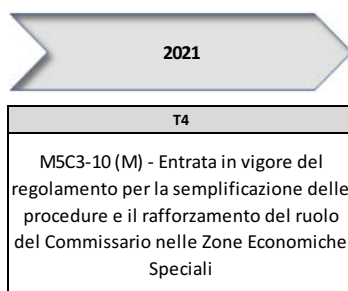 2021
T4
M5C3-10 (M) - Entrata in vigore del
regolamento per la semplificazione delle
procedure e il rafforzamento del ruolo
del Commissario nelle Zone Economiche
Speciali